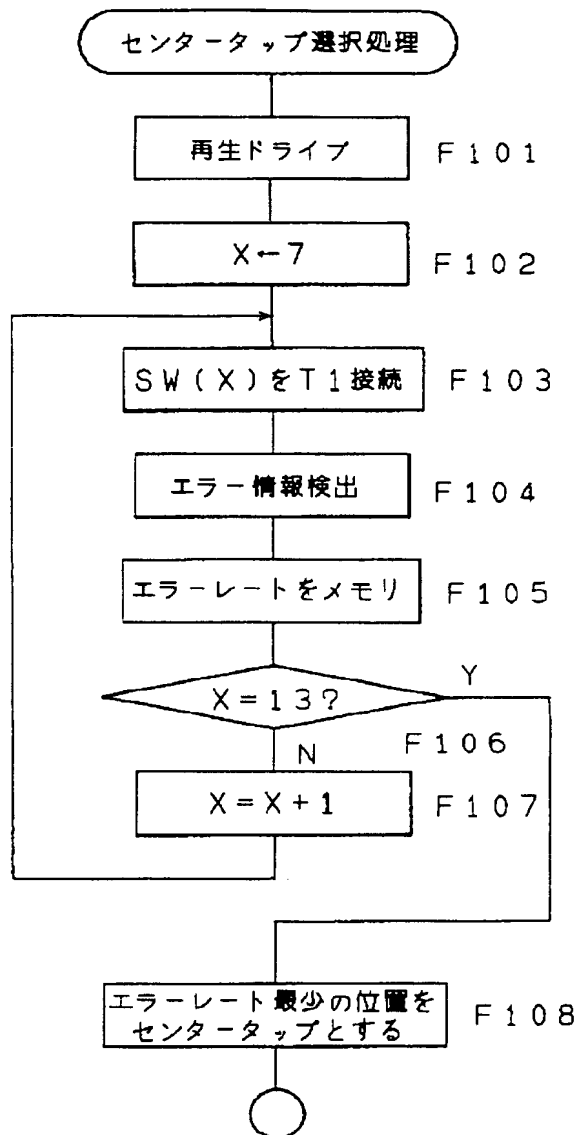 センタータップ選択処理
再生ドライブ F101
X←7 F102
SW(X)をT1接続 F103
エラー情報検出 F104
エラーレートをメモリ F105
Y
X=13?
N F106
X=X+1 F107
エラーレート最少の位置を
センタータップとする F108